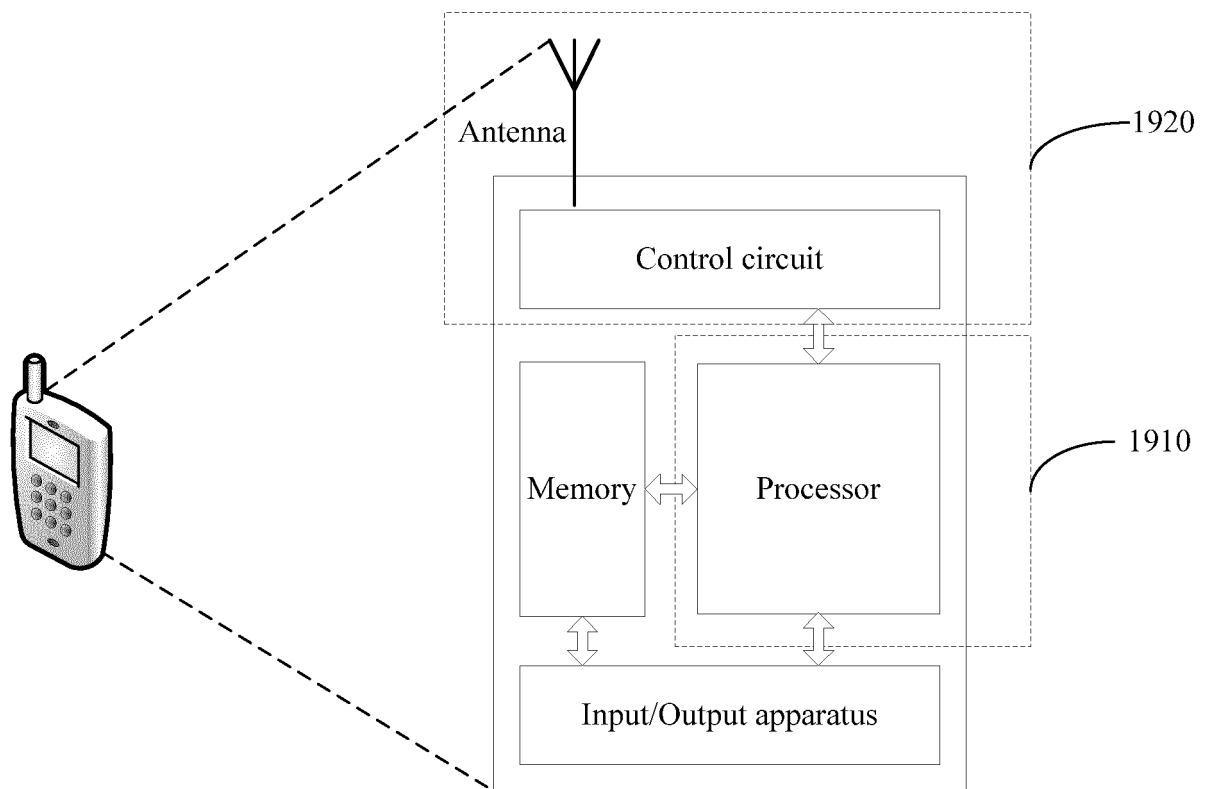 1920
Antenna
Control circuit
1910
Memory
Processor
Input/Output apparatus